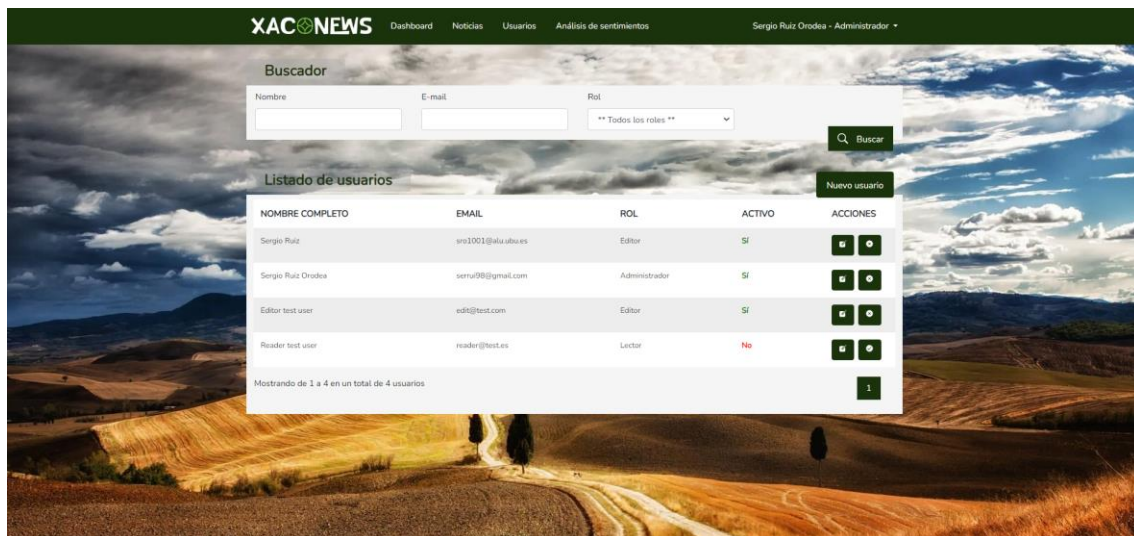 XACONEWS Dashboard Noticias Usuarios Análisis de sentimientos Sergio Ruiz Orodea - Administrador
Buscador
Nombre E-mail Rol
** Todos los roles **
Buscar
Listado de usuarios
Nuevo usuario
NOMBRE COMPLETO EMAIL ROL ACTIVO ACCIONES
Sergio Ruiz sro1001@alu.ubu.es Editor Sí
Sergio Ruiz Orodea serrui98@gmail.com Administrador Sí
Editor test user edit@test.com Editor Sí
Reader test user reader@test.es Lector No
Mostrando de 1 a 4 en un total de 4 usuarios
1